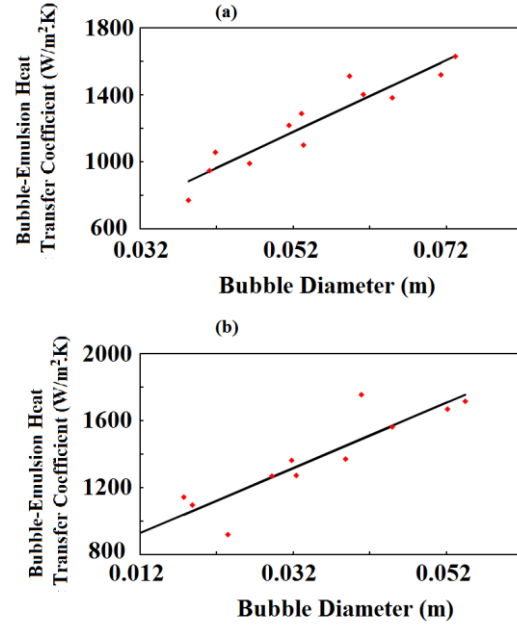 (a)
Bubble-Emulsion Heat
Transfer Coefficient (W/m².K)
1800
1400
1000
600
0.032
0.052
0.072
Bubble Diameter (m)
(b)
Bubble-Emulsion Heat
Transfer Coefficient (W/m².K)
2000
1600
1200
800
0.012
0.032
0.052
Bubble Diameter (m)